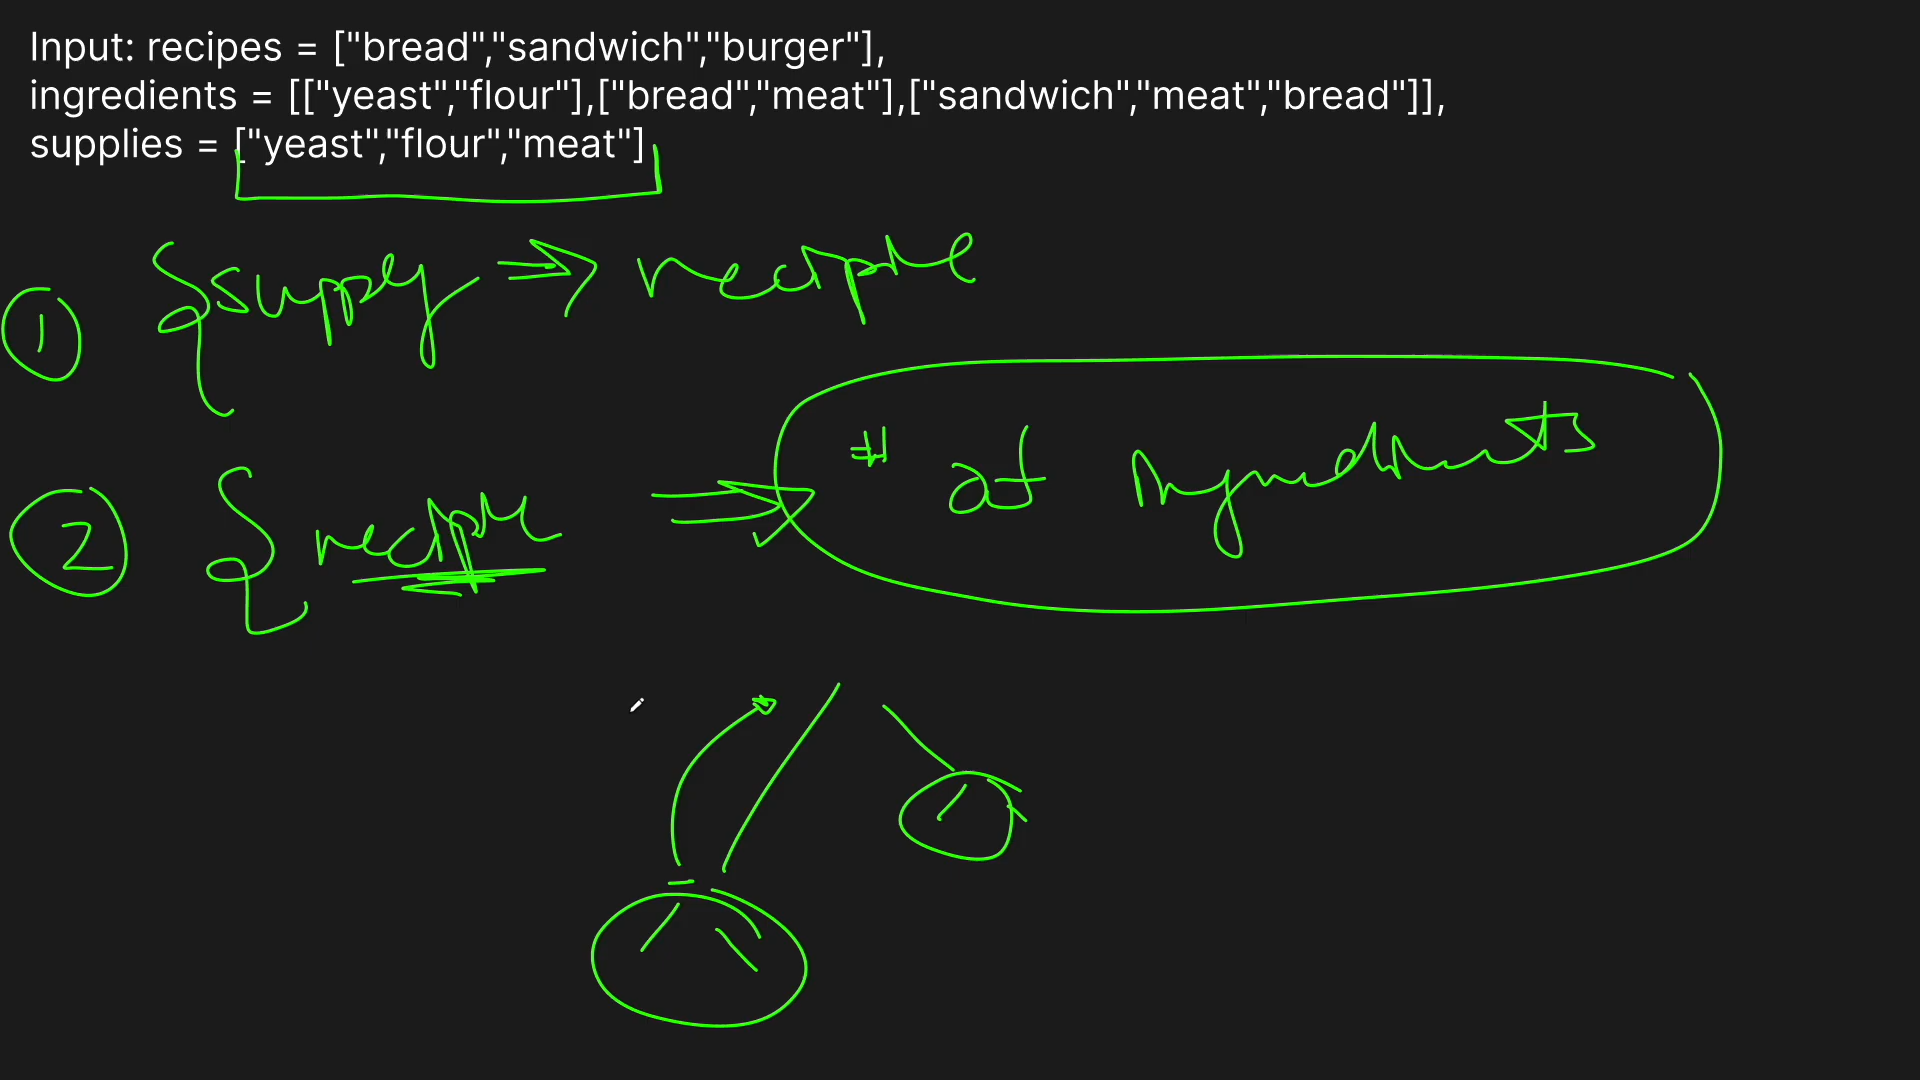 Input: recipes = ["bread","sandwich","burger"],
ingredients = [["yeast","flour"],["bread","meat"],["sandwich","meat","bread"]],
supplies = ["yeast","flour","meat"]
1 { supply => recipie
2 { recipe => # of ingredients